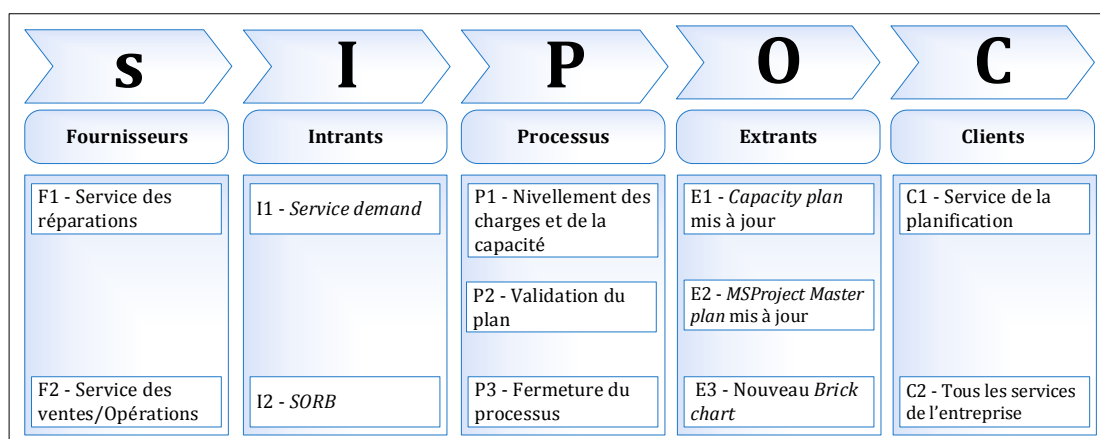 s I P O C
Fournisseurs Intrants Processus Extrants Clients
F1 - Service des
réparations
F2 - Service des
ventes/Opérations
I1 - Service demand
I2 - SORB
P1 - Nivellement des
charges et de la
capacité
P2 - Validation du
plan
P3 - Fermeture du
processus
E1 - Capacity plan
mis à jour
E2 - MSProject Master
plan mis à jour
E3 - Nouveau Brick
chart
C1 - Service de la
planification
C2 - Tous les services
de l’entreprise